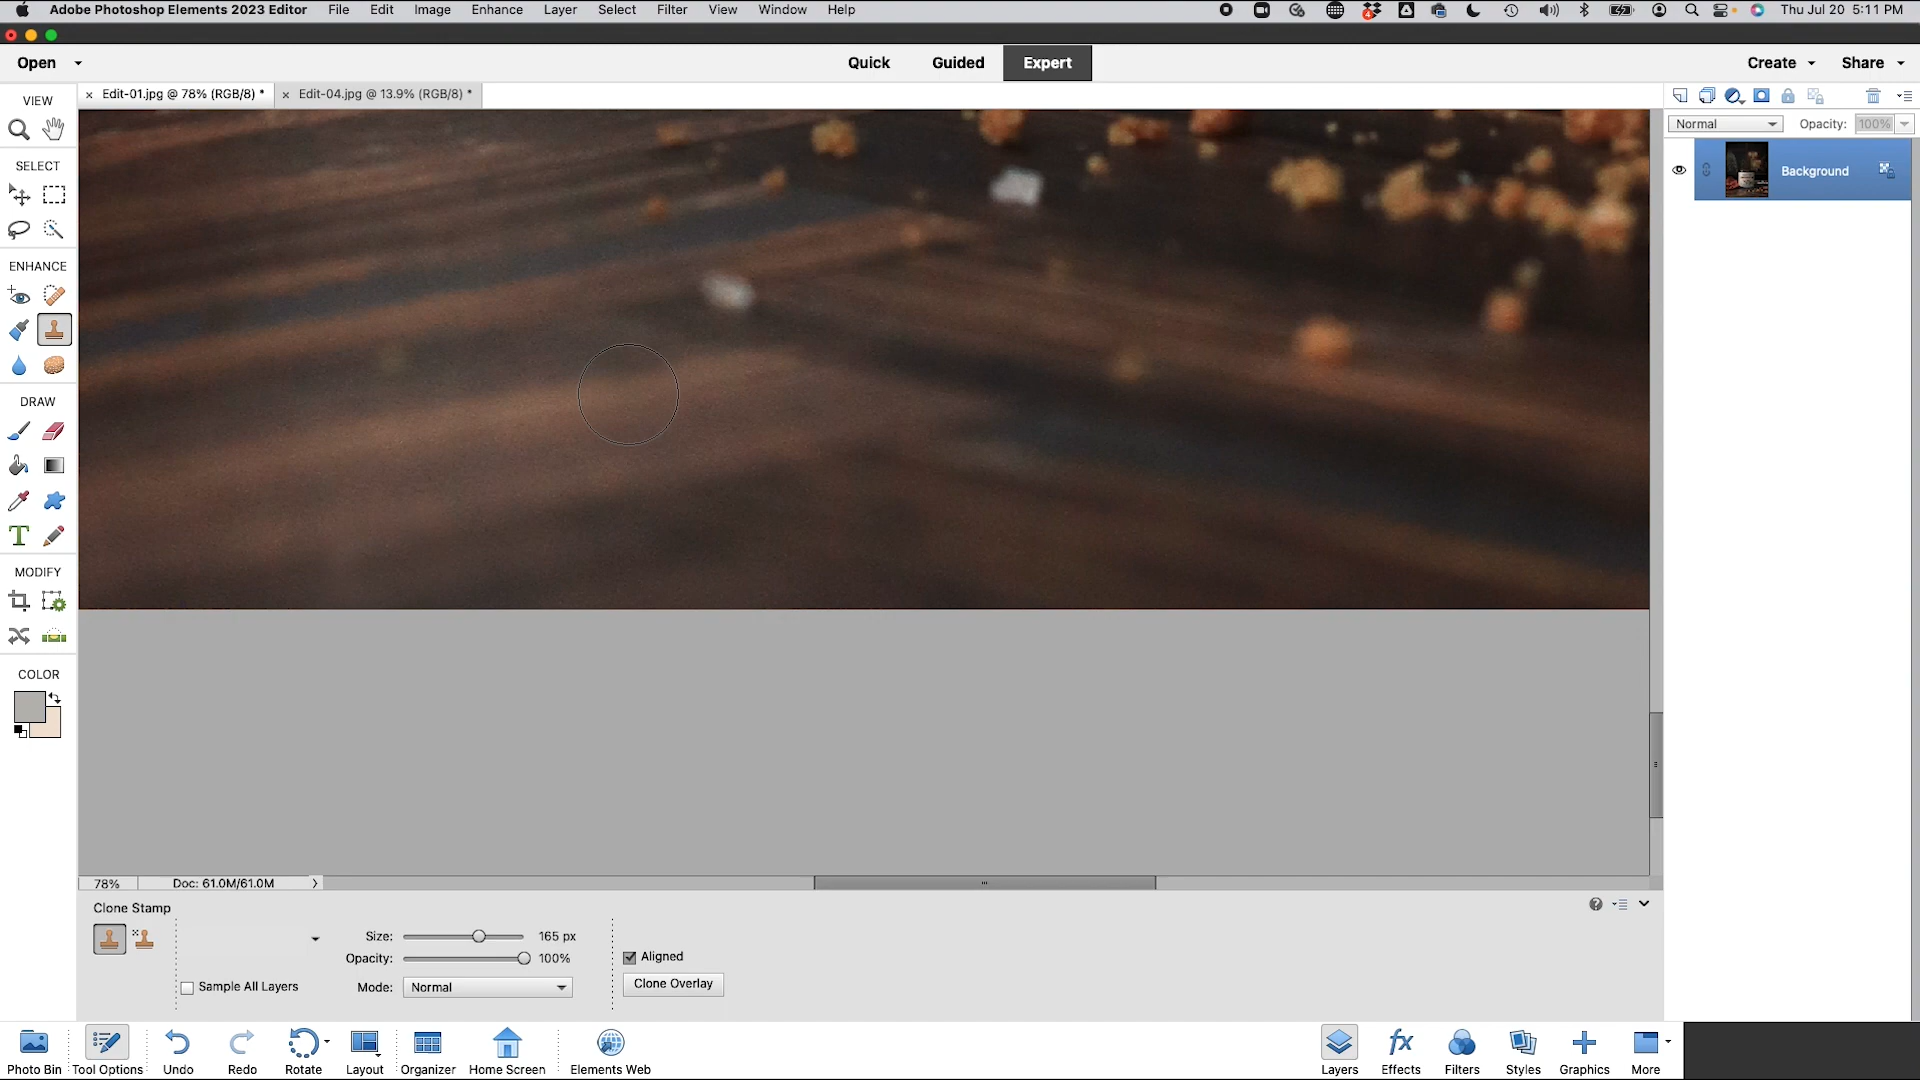 Adobe Photoshop Elements 2023 Editor File Edit Image Enhance Layer Select Filter View Window Help 4 Thu Jul 20 5:11 PM
Open Quick Guided Expert Create Share
VIEW
× Edit-01.jpg @ 78% (RGB/8) * × Edit-04.jpg @ 13.9% (RGB/8) *
Normal Opacity: 100%
SELECT
Background
ENHANCE
DRAW
T
MODIFY
COLOR
78% Doc: 61.0M/61.0M >
Clone Stamp
Size: 165 px
Opacity: 100%
Aligned
Sample All Layers Mode: Normal Clone Overlay
fx
Photo Bin Tool Options Undo Redo Rotate Layout Organizer Home Screen Elements Web Layers Effects Filters Styles Graphics More